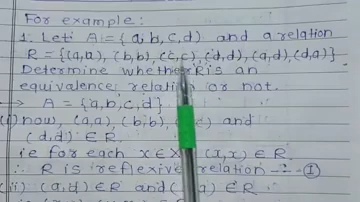 For example:
1. Let A = {a,b,c,d} and a relation
R = {(a,a), (b,b), (c,c), (d,d), (a,d), (d,a)}
Determine whether R is an
equivalence relation or not.
→ A = {a,b,c,d}
(i) now, (a,a), (b,b), and
(d,d) ∈ R.
ie for each x ∈ X (x,x) ∈ R.
∴ R is reflexive relation --- ①
(ii) (a,d) ∈ R and ∈ R